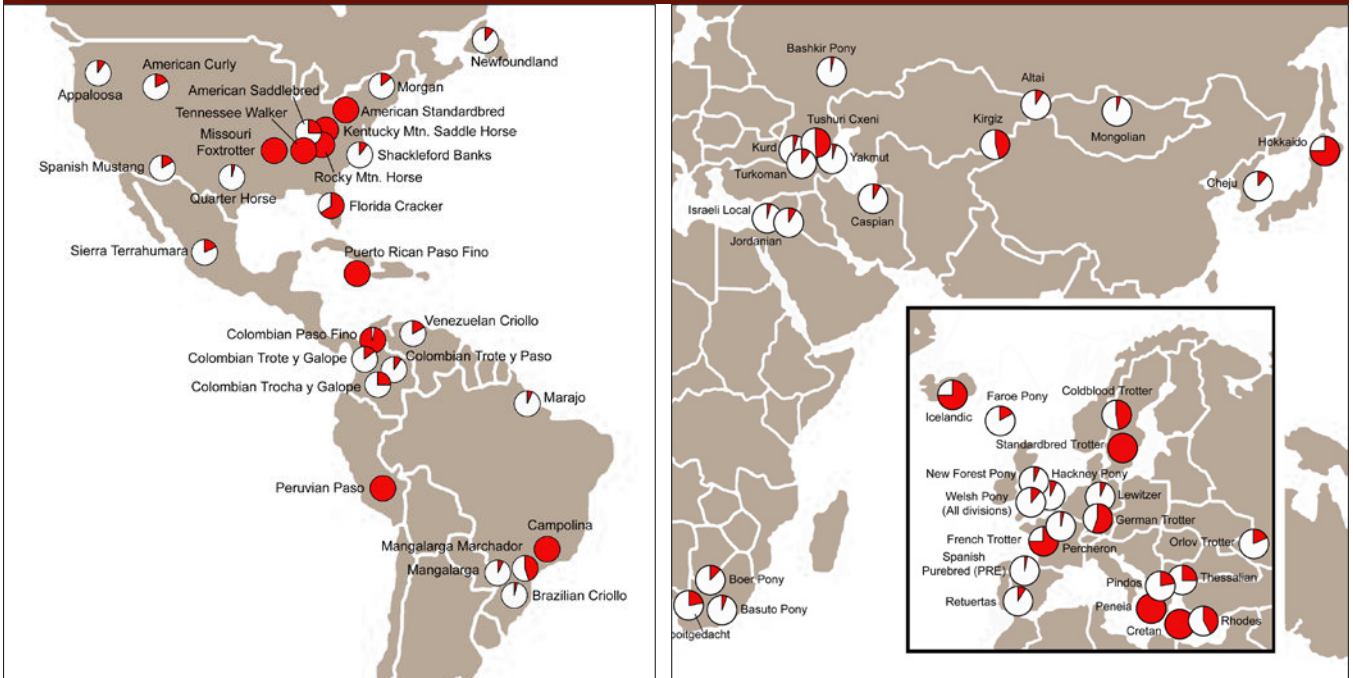 Newfoundland
American Curly
Appaloosa
American Saddlebred
Morgan
Tennessee Walker
American Standardbred
Missouri
Foxtrotter
Kentucky Mtn. Saddle Horse
Shackleford Banks
Spanish Mustang
Rocky Mtn. Horse
Quarter Horse
Florida Cracker
Sierra Terrahumara
Puerto Rican Paso Fino
Venezuelan Criollo
Colombian Paso Fino
Colombian Trote y Galope
Colombian Trote y Paso
Colombian Trocha y Galope
Marajo
Peruvian Paso
Campolina
Mangalarga Marchador
Mangalarga
Brazilian Criollo
Bashkir Pony
Altai
Mongolian
Tushuri Cxeni
Kirgiz
Hokkaido
Kurd
Yakmut
Turkoman
Cheju
Caspian
Israeli Local
Jordanian
Boer Pony
Basuto Pony
ooitgedacht
Icelandic
Faroe Pony
Coldblood Trotter
Standardbred Trotter
New Forest Pony
Hackney Pony
Welsh Pony
(All divisions)
Lewitzer
German Trotter
French Trotter
Percheron
Orlov Trotter
Spanish
Purebred (PRE)
Pindos
Thessalian
Retuertas
Peneia
Cretan
Rhodes